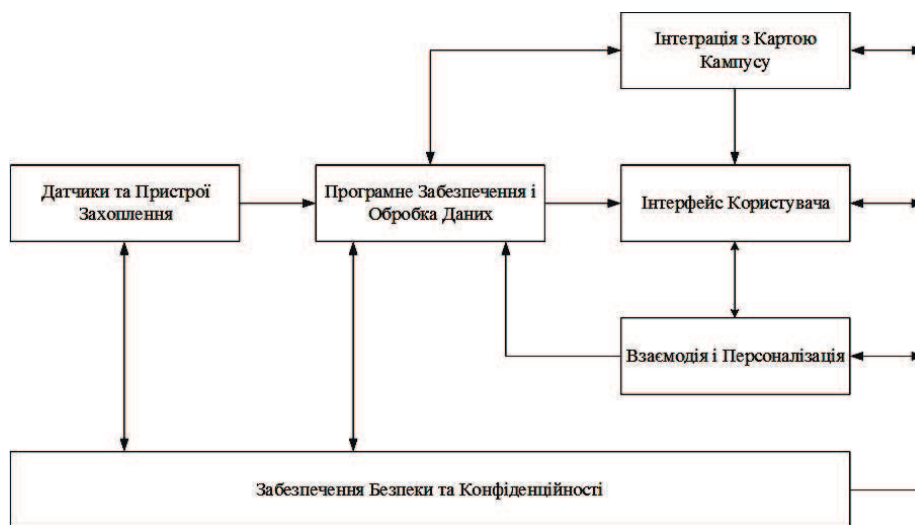 Інтеграція з Картою
Кампусу
Датчики та Пристрої
Захоплення
Програмне Забезпечення і
Обробка Даних
Інтерфейс Користувача
Взаємодія і Персоналізація
Забезпечення Безпеки та Конфіденційності